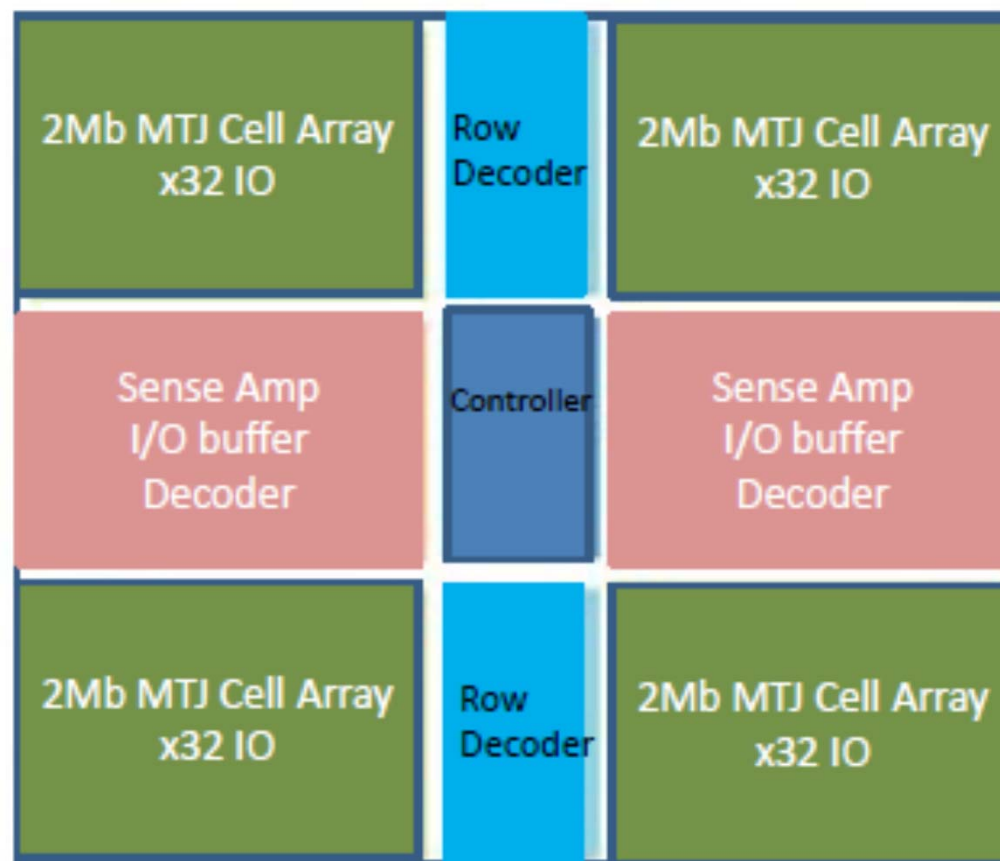 2Mb MTJ Cell Array
x32 IO
Row
Decoder
2Mb MTJ Cell Array
x32 IO
Sense Amp
I/O buffer
Decoder
Controller
Sense Amp
I/O buffer
Decoder
2Mb MTJ Cell Array
x32 IO
Row
Decoder
2Mb MTJ Cell Array
x32 IO